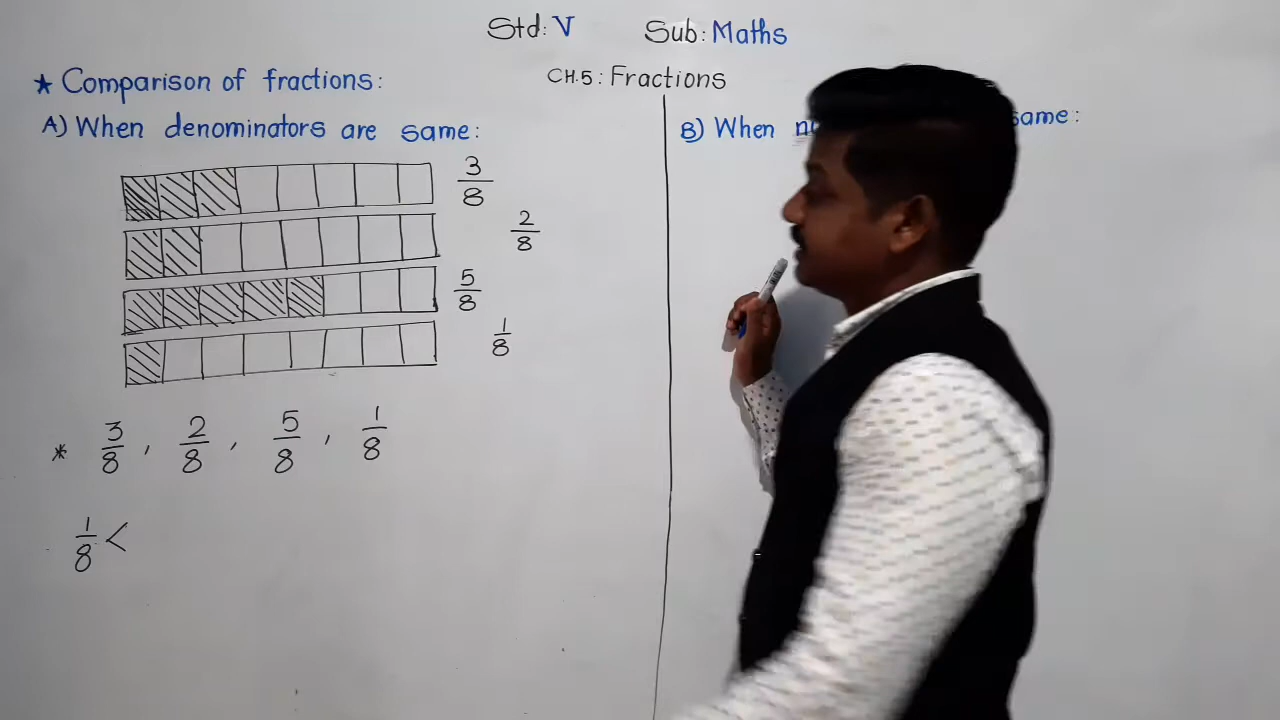 Std: V Sub: Maths
CH.5: Fractions
★ Comparison of fractions:
A) When denominators are same:
3/8
2/8
5/8
1/8
* 3/8 , 2/8 , 5/8 , 1/8
1/8 <
B) When same: